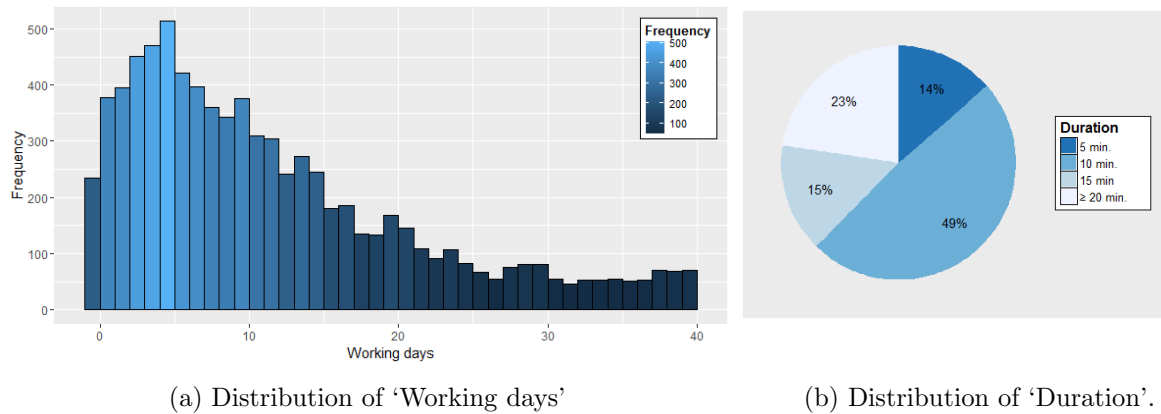 Frequency
500
400
300
200
100
0
0
10
20
30
40
Working days
Frequency
500
400
300
200
100
(a) Distribution of ‘Working days’
14%
23%
15%
49%
Duration
5 min.
10 min.
15 min
≥ 20 min.
(b) Distribution of ‘Duration’.